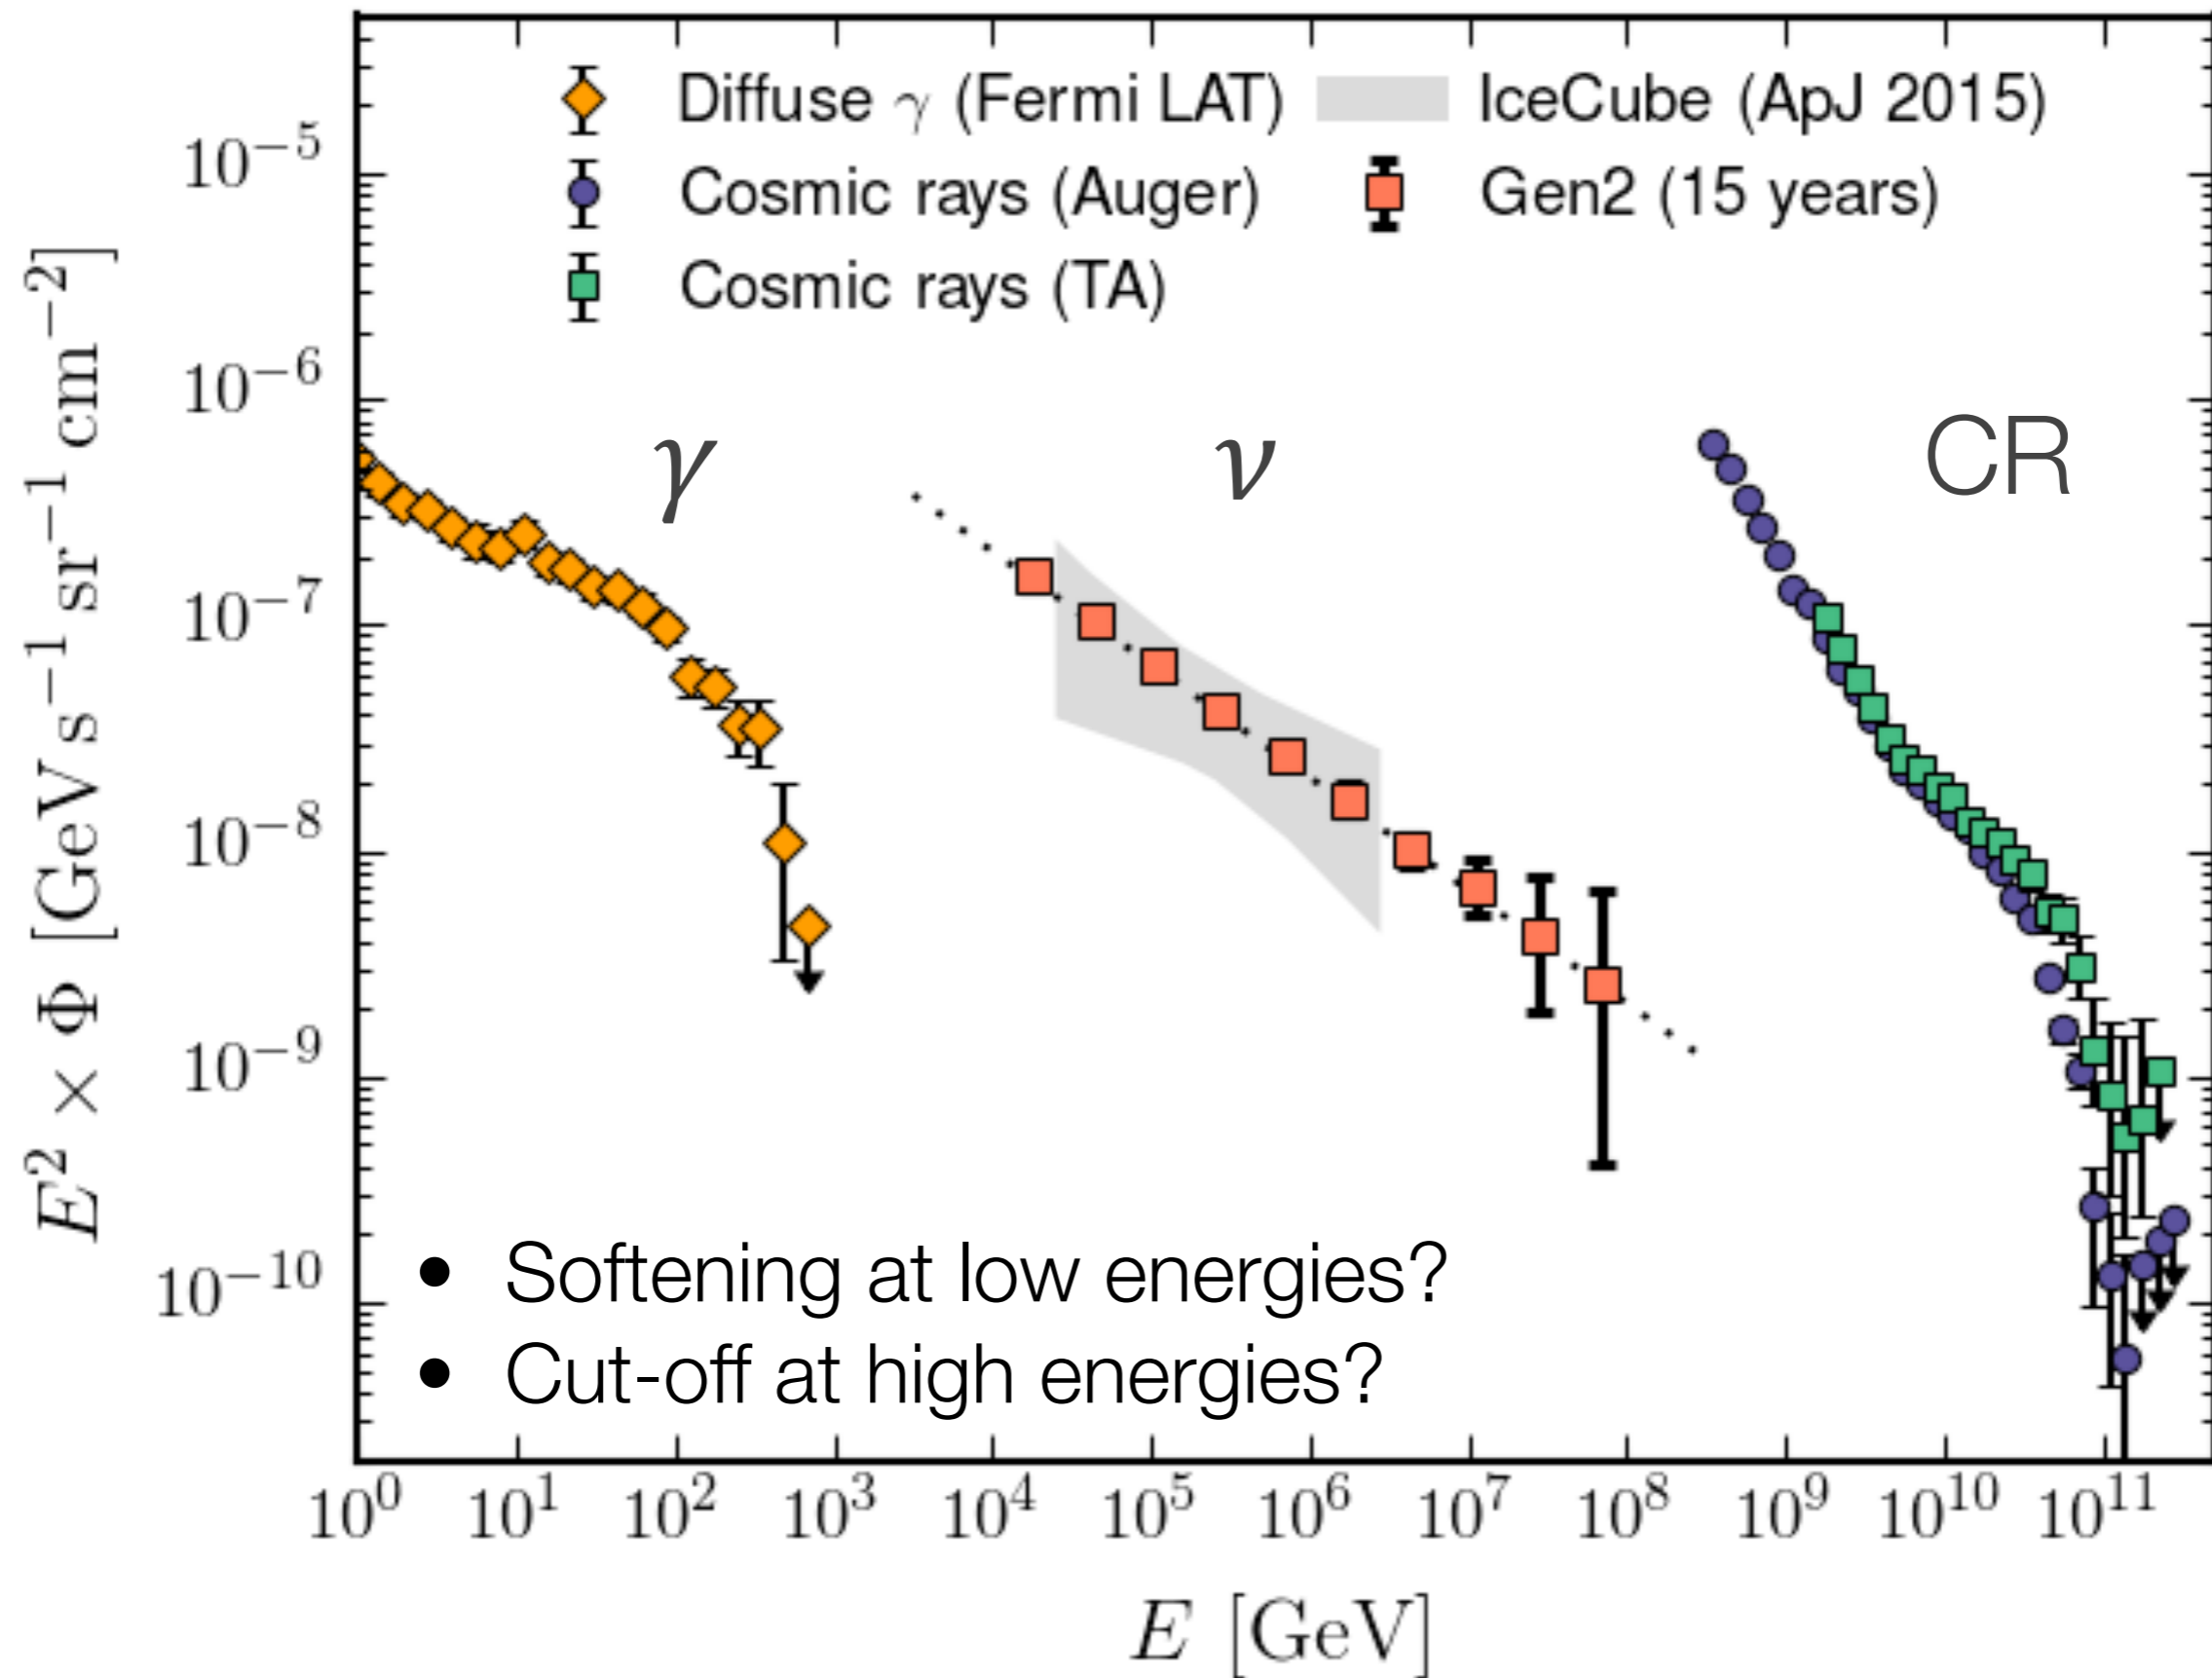 Diffuse γ (Fermi LAT)
Cosmic rays (Auger)
Cosmic rays (TA)
IceCube (ApJ 2015)
Gen2 (15 years)
γ
ν
CR
E² × Φ [GeV s⁻¹ sr⁻¹ cm⁻²]
10⁻⁵
10⁻⁶
10⁻⁷
10⁻⁸
10⁻⁹
10⁻¹⁰
• Softening at low energies?
• Cut-off at high energies?
10⁰ 10¹ 10² 10³ 10⁴ 10⁵ 10⁶ 10⁷ 10⁸ 10⁹ 10¹⁰ 10¹¹
E [GeV]